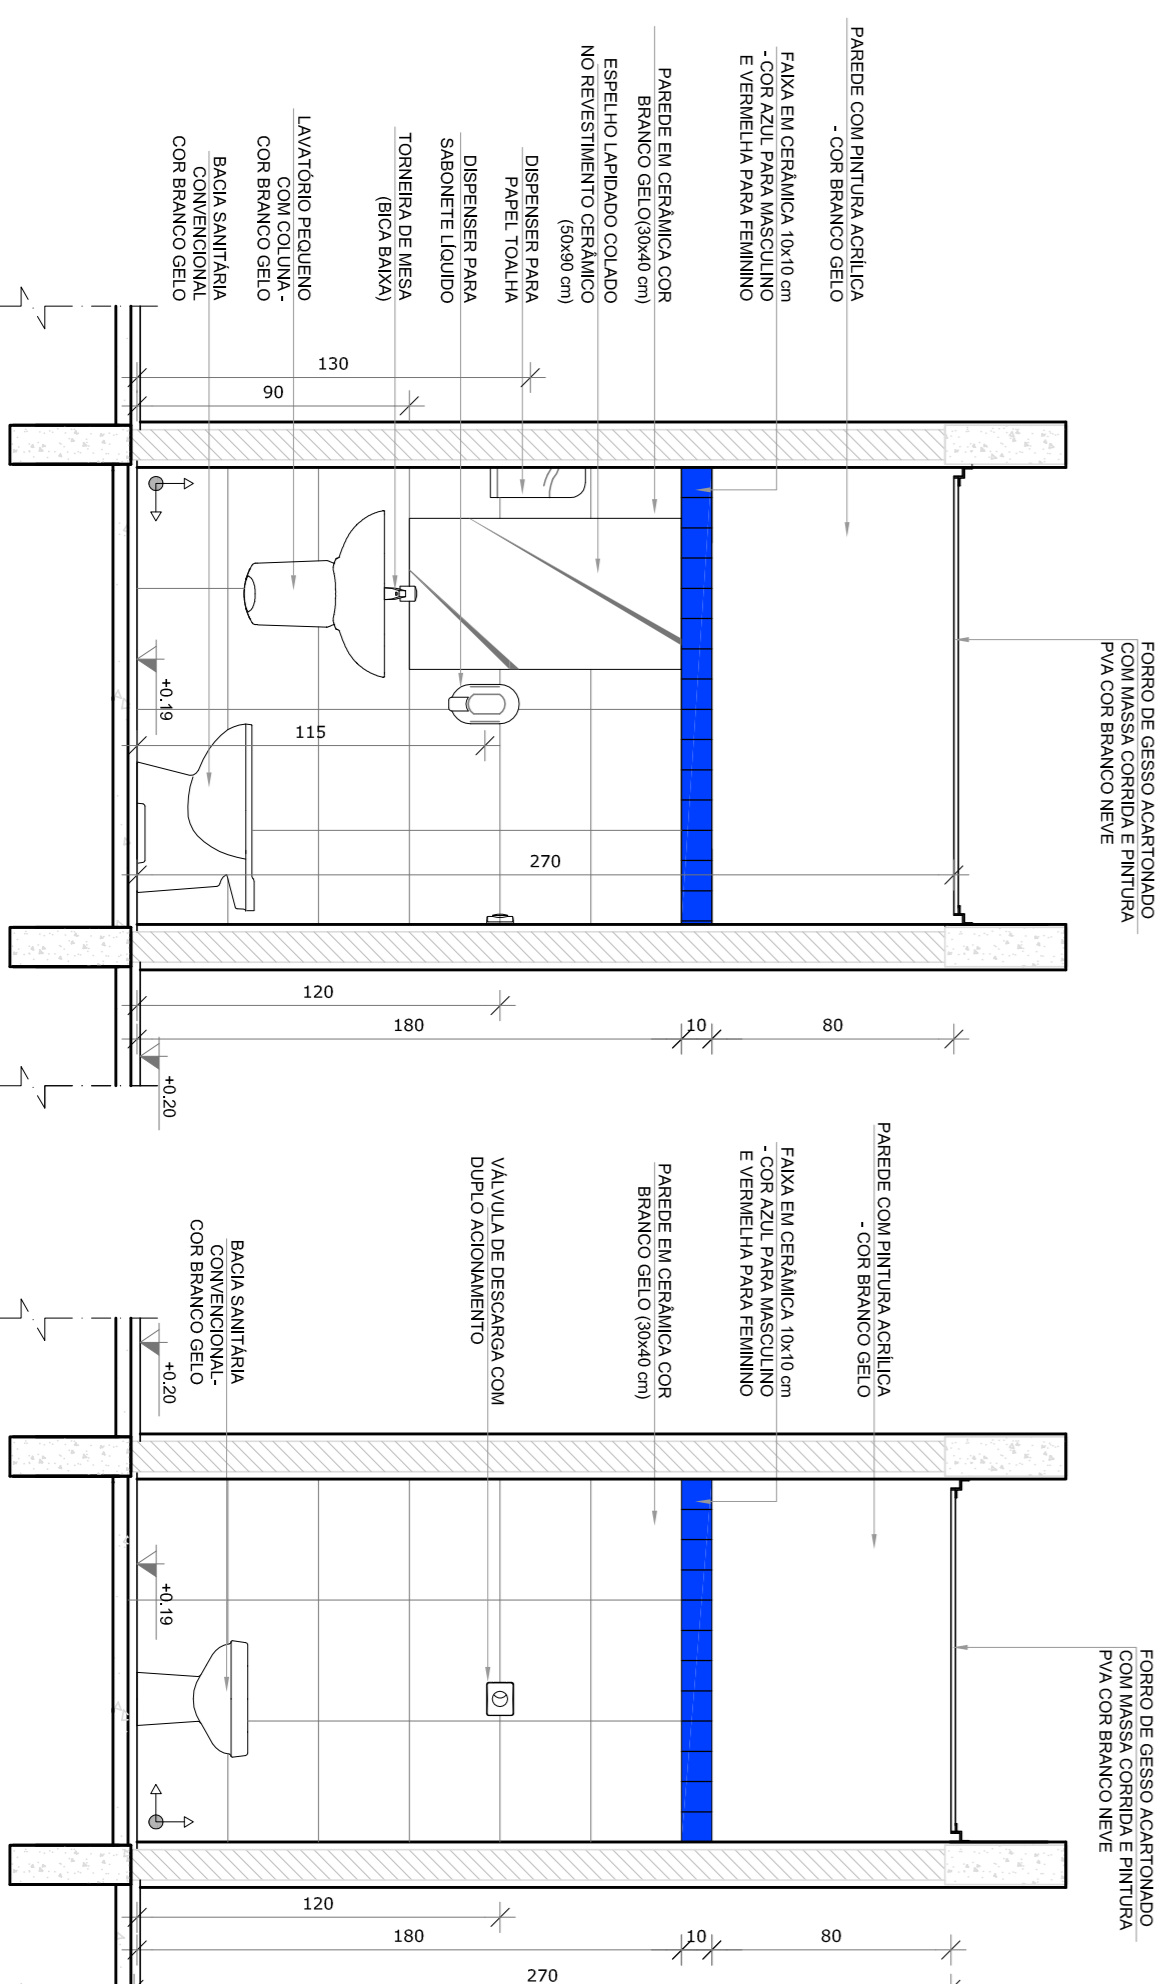 FORRO DE GESSO ACARTONADO
COM MASSA CORRIDA E PINTURA
PVA COR BRANCO NEVE
PAREDE COM PINTURA ACRÍLICA
- COR BRANCO GELO
FAIXA EM CERÂMICA 10x10 cm
- COR AZUL PARA MASCULINO
E VERMELHA PARA FEMININO
PAREDE EM CERÂMICA COR
BRANCO GELO(30x40 cm)
ESPELHO LAPIDADO COLADO
NO REVESTIMENTO CERÂMICO
(50x90 cm)
DISPENSER PARA
PAPEL TOALHA
DISPENSER PARA
SABONETE LÍQUIDO
TORNEIRA DE MESA
(BICA BAIXA)
LAVATÓRIO PEQUENO
COM COLUNA -
COR BRANCO GELO
BACIA SANITÁRIA
CONVENCIONAL
COR BRANCO GELO
130
90
115
270
120
180
10
80
+0.19
+0.20
FORRO DE GESSO ACARTONADO
COM MASSA CORRIDA E PINTURA
PVA COR BRANCO NEVE
PAREDE COM PINTURA ACRÍLICA
- COR BRANCO GELO
FAIXA EM CERÂMICA 10x10 cm
- COR AZUL PARA MASCULINO
E VERMELHA PARA FEMININO
PAREDE EM CERÂMICA COR
BRANCO GELO (30x40 cm)
VÁLVULA DE DESCARGA COM
DUPLO ACIONAMENTO
BACIA SANITÁRIA
CONVENCIONAL-
COR BRANCO GELO
+0.20
+0.19
120
180
10
80
270